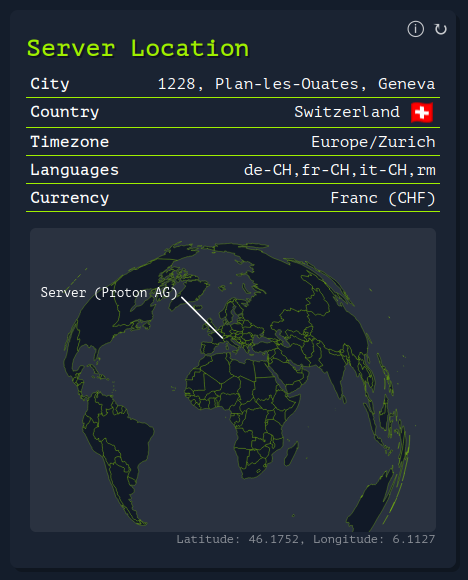 Server Location
City 1228, Plan-les-Ouates, Geneva
Country Switzerland 🇨🇭
Timezone Europe/Zurich
Languages de-CH,fr-CH,it-CH,rm
Currency Franc (CHF)
Server (Proton AG)
Latitude: 46.1752, Longitude: 6.1127